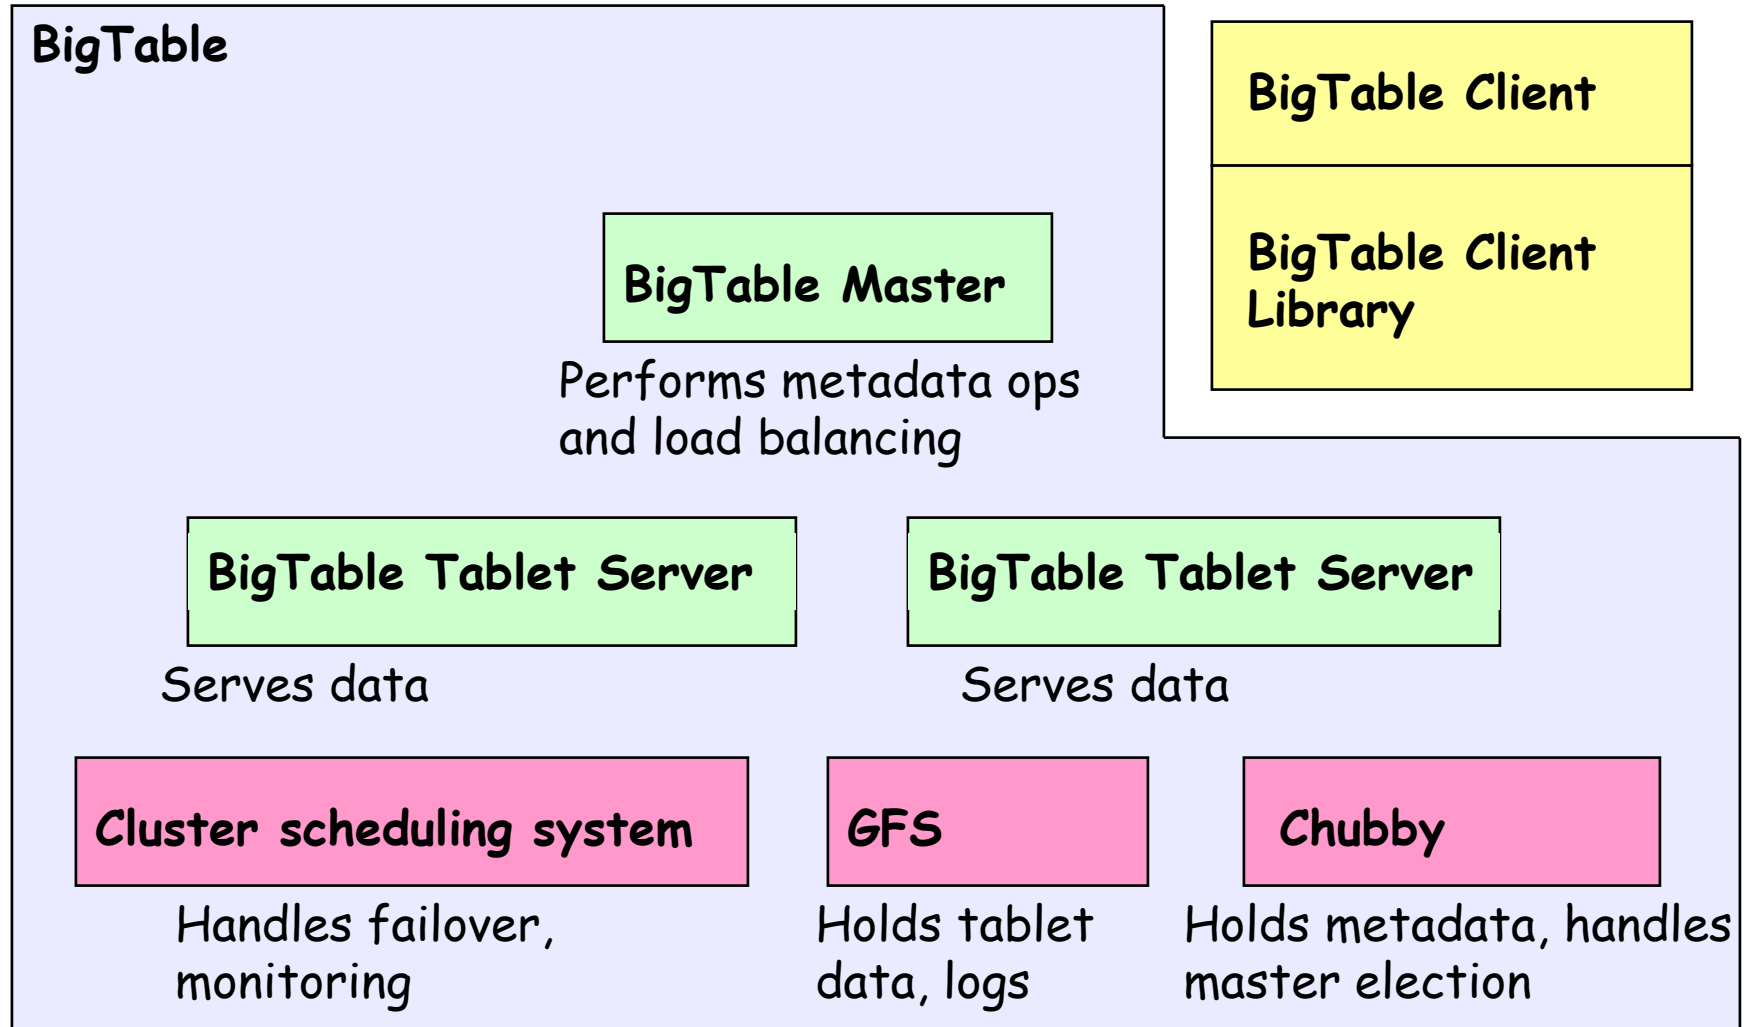 BigTable
BigTable Client
BigTable Client
Library
BigTable Master
Performs metadata ops
and load balancing
BigTable Tablet Server
Serves data
BigTable Tablet Server
Serves data
Cluster scheduling system
Handles failover,
monitoring
GFS
Holds tablet
data, logs
Chubby
Holds metadata, handles
master election